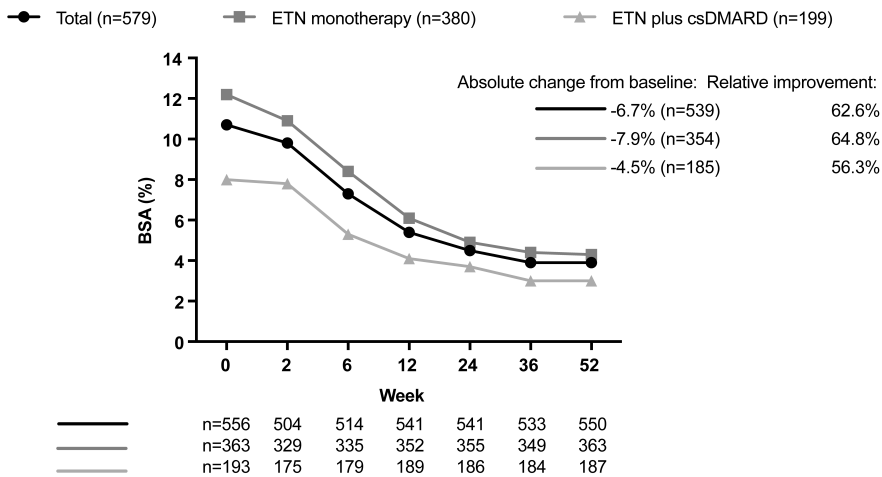 Total (n=579) ETN monotherapy (n=380) ETN plus csDMARD (n=199)
Absolute change from baseline: Relative improvement:
-6.7% (n=539) 62.6%
-7.9% (n=354) 64.8%
-4.5% (n=185) 56.3%
BSA (%)
14
12
10
8
6
4
2
0
0 2 6 12 24 36 52
Week
n=556 504 514 541 541 533 550
n=363 329 335 352 355 349 363
n=193 175 179 189 186 184 187